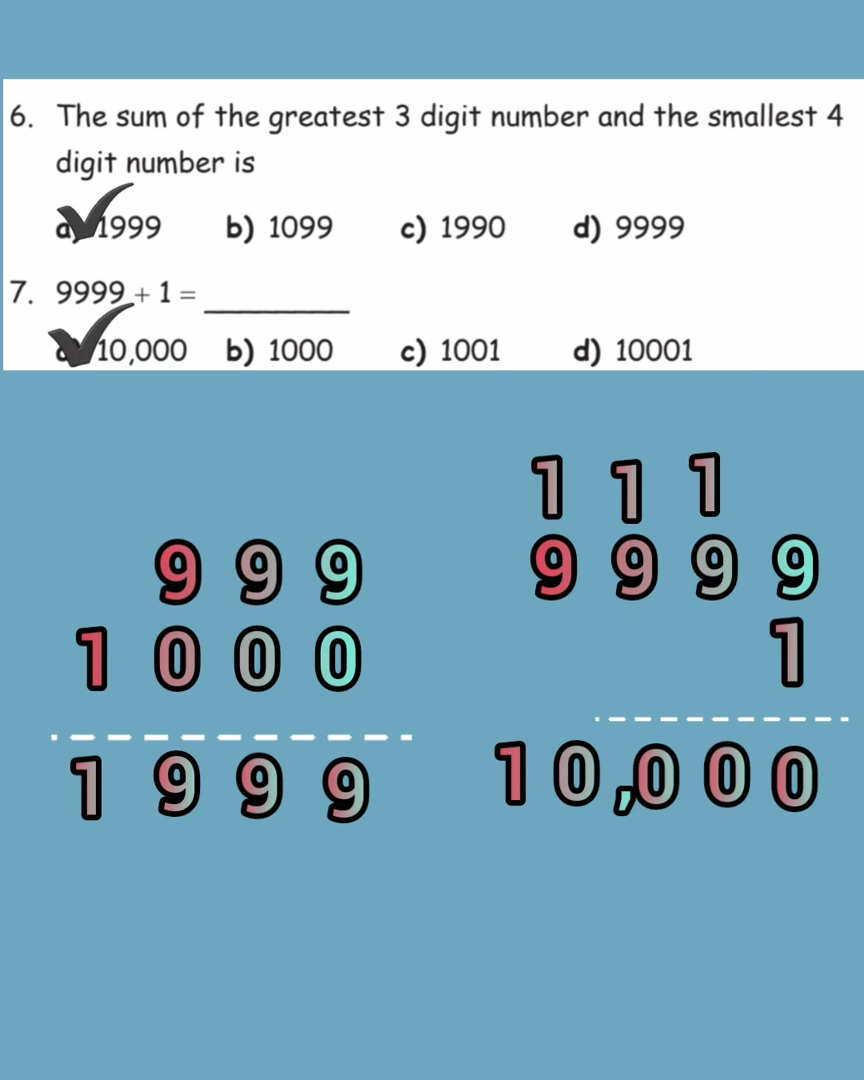 6. The sum of the greatest 3 digit number and the smallest 4
digit number is
a) 1999 b) 1099 c) 1990 d) 9999
7. 9999 + 1 = __________
10,000 b) 1000 c) 1001 d) 10001
1 1 1
9 9 9
9 9 9 9
1 0 0 0
1
1 9 9 9
1 0,0 0 0